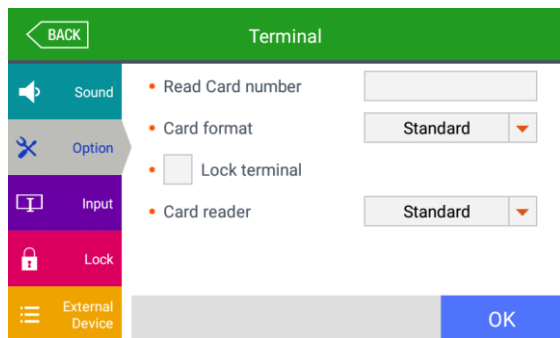 BACK
Terminal
Sound
Option
Input
Lock
External
Device
Read Card number
Card format
Standard
Lock terminal
Card reader
Standard
OK